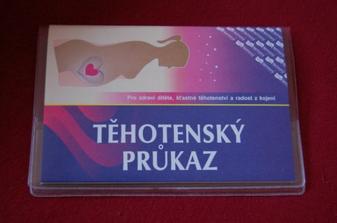 Pro zdraví dítěte, šťastné těhotenství a radost z kojení
TĚHOTENSKÝ
PRŮKAZ